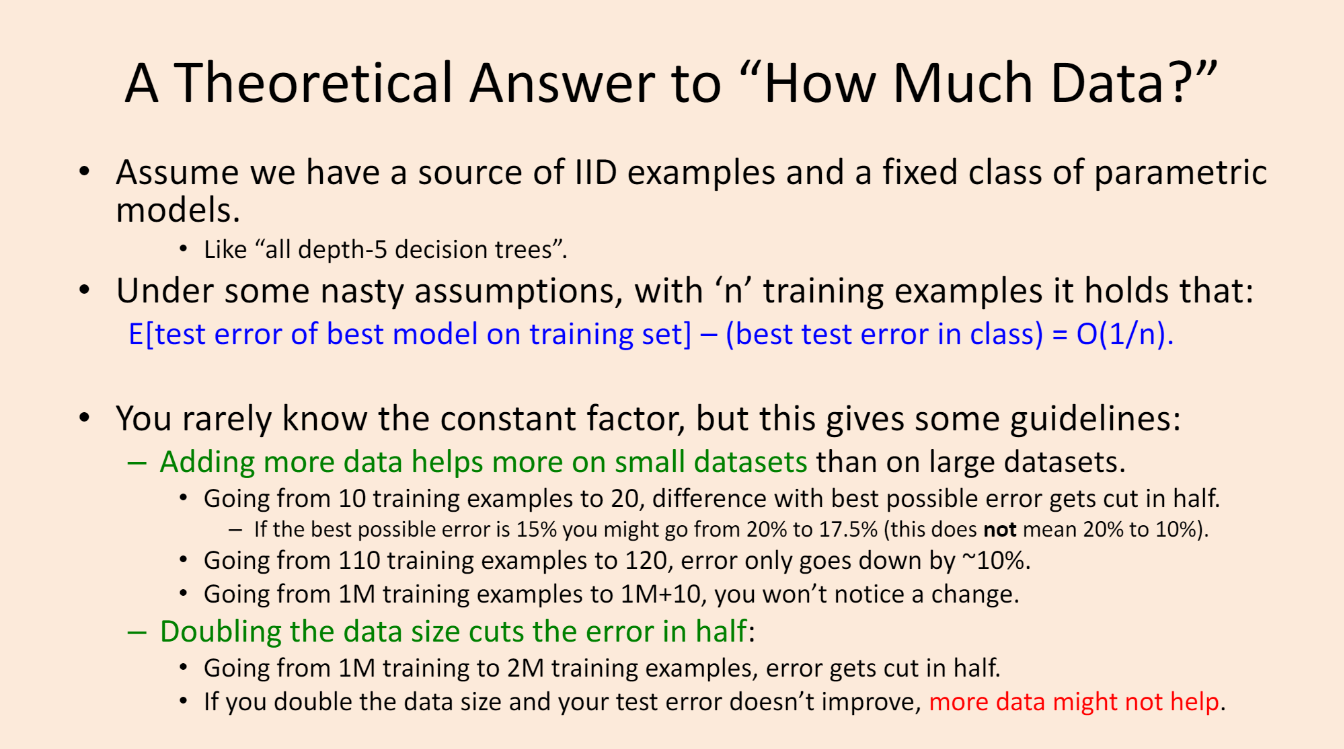 A Theoretical Answer to “How Much Data?”
• Assume we have a source of IID examples and a fixed class of parametric
models.
• Like “all depth-5 decision trees”.
• Under some nasty assumptions, with ‘n’ training examples it holds that:
E[test error of best model on training set] – (best test error in class) = O(1/n).
• You rarely know the constant factor, but this gives some guidelines:
– Adding more data helps more on small datasets than on large datasets.
• Going from 10 training examples to 20, difference with best possible error gets cut in half.
– If the best possible error is 15% you might go from 20% to 17.5% (this does not mean 20% to 10%).
• Going from 110 training examples to 120, error only goes down by ~10%.
• Going from 1M training examples to 1M+10, you won’t notice a change.
– Doubling the data size cuts the error in half:
• Going from 1M training to 2M training examples, error gets cut in half.
• If you double the data size and your test error doesn’t improve, more data might not help.